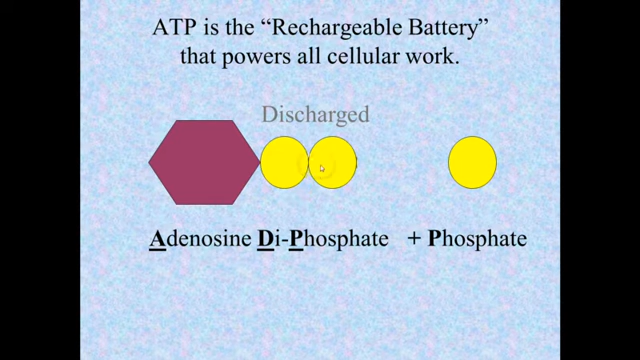 ATP is the “Rechargeable Battery”
that powers all cellular work.
Discharged
Adenosine Di-Phosphate + Phosphate